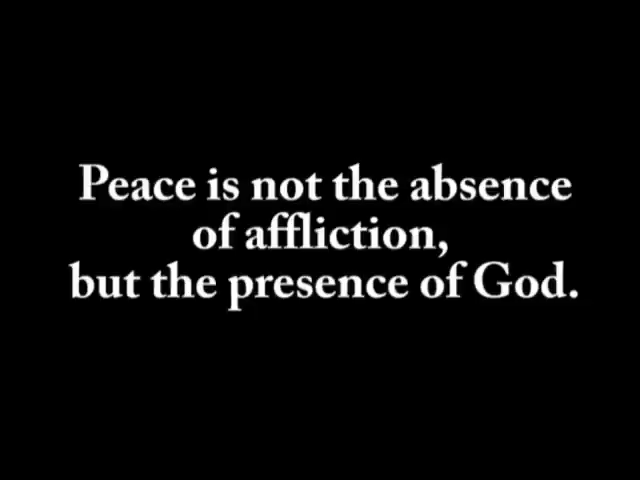 Peace is not the absence
of affliction,
but the presence of God.